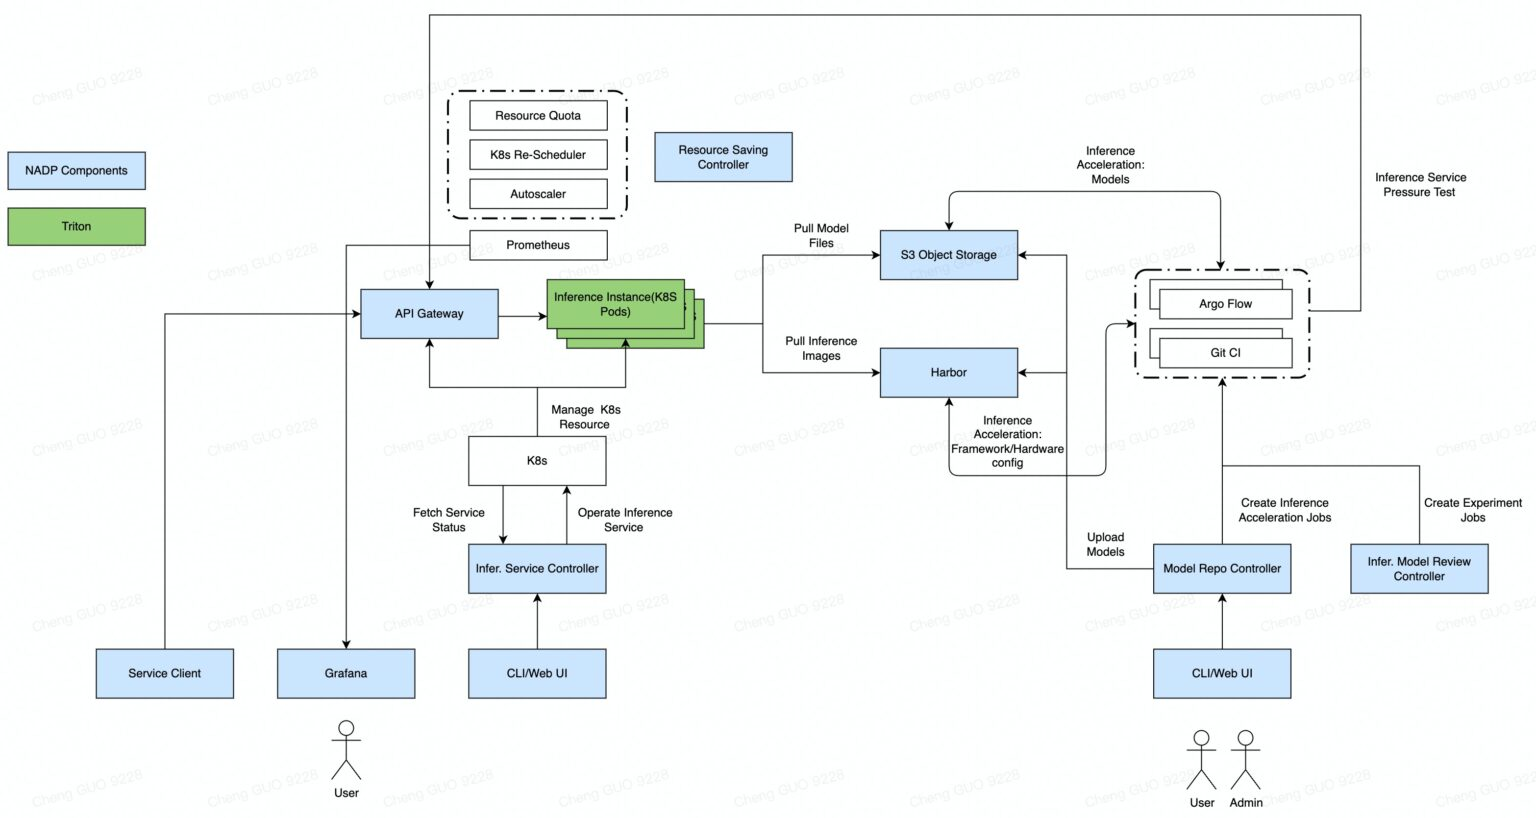 Resource Quota
K8s Re-Scheduler
Autoscaler
Prometheus
Resource Saving
Controller
NADP Components
Triton
Inference
Acceleration:
Models
Inference Service
Pressure Test
Pull Model
Files
S3 Object Storage
API Gateway
Inference Instance(K8S
Pods)
Argo Flow
Git CI
Pull Inference
Images
Harbor
Manage K8s
Resource
Inference
Acceleration:
Framework/Hardware
config
K8s
Fetch Service
Status
Operate Inference
Service
Create Inference
Acceleration Jobs
Create Experiment
Jobs
Upload
Models
Infer. Service Controller
Model Repo Controller
Infer. Model Review
Controller
Service Client
Grafana
CLI/Web UI
CLI/Web UI
User
User
Admin
Cheng GUO 9228